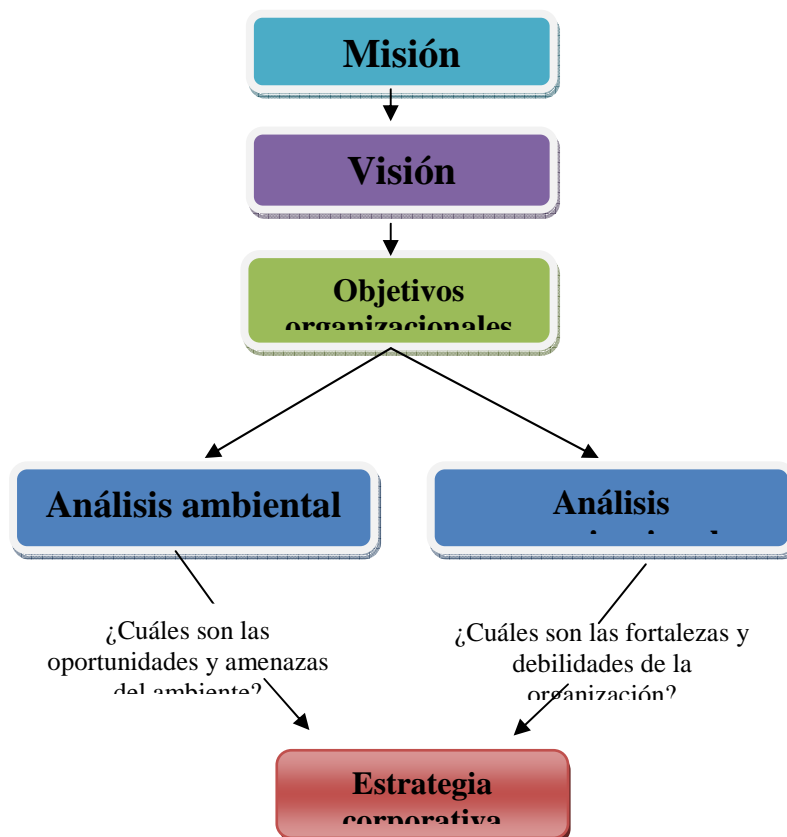 Misión
Visión
Objetivos
organizacionales
Análisis ambiental
Análisis
¿Cuáles son las
oportunidades y amenazas
del ambiente?
¿Cuáles son las fortalezas y
debilidades de la
organización?
Estrategia
corporativa